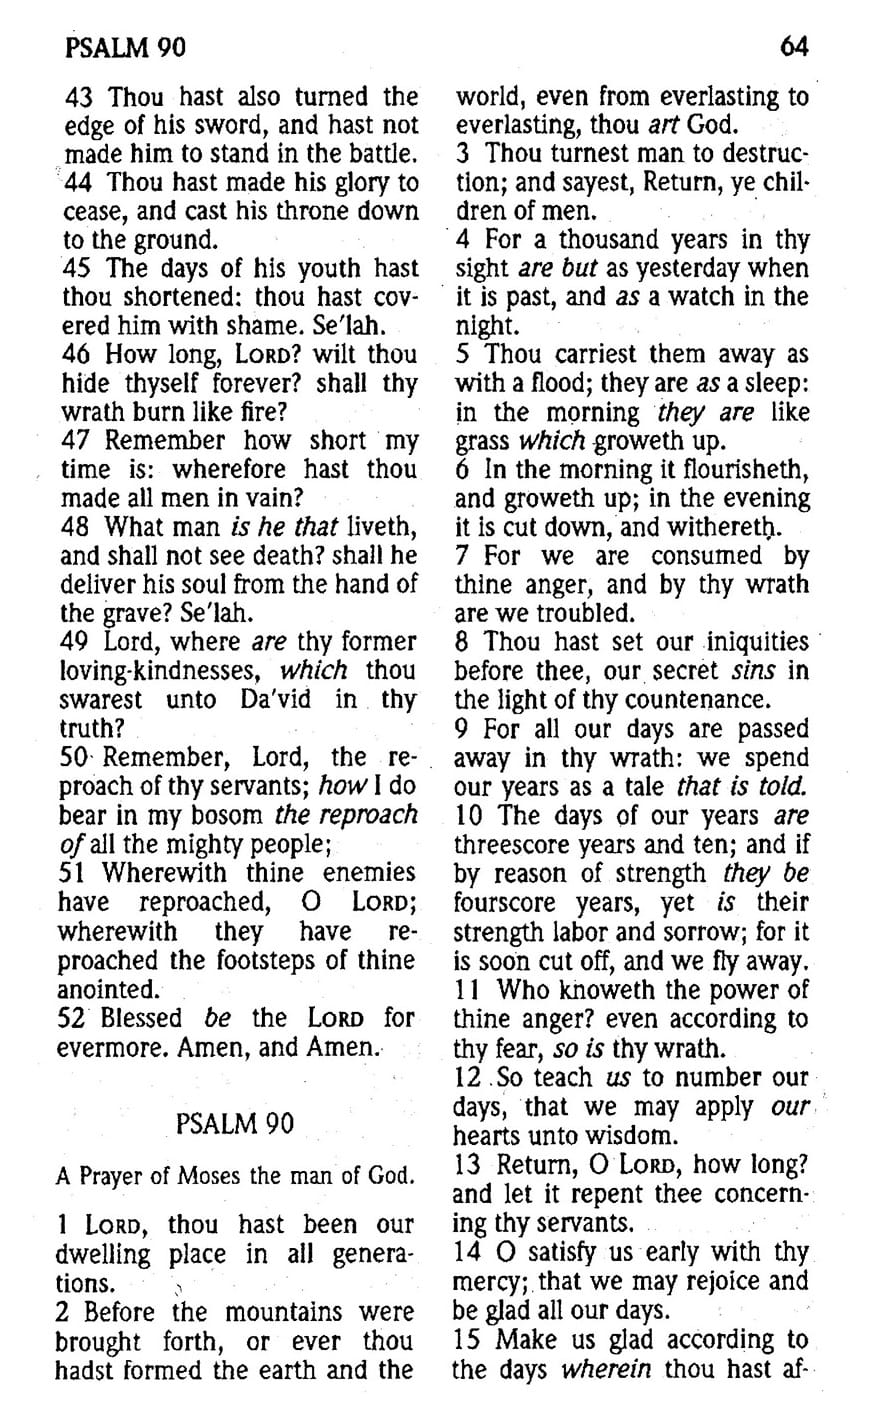 PSALM 90
64
43 Thou hast also turned the
edge of his sword, and hast not
made him to stand in the battle.
44 Thou hast made his glory to
cease, and cast his throne down
to the ground.
45 The days of his youth hast
thou shortened: thou hast cov-
ered him with shame. Se'lah.
46 How long, LORD? wilt thou
hide thyself forever? shall thy
wrath burn like fire?
47 Remember how short my
time is: wherefore hast thou
made all men in vain?
48 What man is he that liveth,
and shall not see death? shall he
deliver his soul from the hand of
the grave? Se'lah.
49 Lord, where are thy former
loving-kindnesses, which thou
swarest unto Da'vid in thy
truth?
50 Remember, Lord, the re-
proach of thy servants; how I do
bear in my bosom the reproach
of all the mighty people;
51 Wherewith thine enemies
have reproached, O LORD;
wherewith they have re-
proached the footsteps of thine
anointed.
52 Blessed be the LORD for
evermore. Amen, and Amen.
PSALM 90
A Prayer of Moses the man of God.
1 LORD, thou hast been our
dwelling place in all genera-
tions.
2 Before the mountains were
brought forth, or ever thou
hadst formed the earth and the
world, even from everlasting to
everlasting, thou art God.
3 Thou turnest man to destruc-
tion; and sayest, Return, ye chil-
dren of men.
4 For a thousand years in thy
sight are but as yesterday when
it is past, and as a watch in the
night.
5 Thou carriest them away as
with a flood; they are as a sleep:
in the morning they are like
grass which groweth up.
6 In the morning it flourisheth,
and groweth up; in the evening
it is cut down, and withereth.
7 For we are consumed by
thine anger, and by thy wrath
are we troubled.
8 Thou hast set our iniquities
before thee, our secret sins in
the light of thy countenance.
9 For all our days are passed
away in thy wrath: we spend
our years as a tale that is told.
10 The days of our years are
threescore years and ten; and if
by reason of strength they be
fourscore years, yet is their
strength labor and sorrow; for it
is soon cut off, and we fly away.
11 Who knoweth the power of
thine anger? even according to
thy fear, so is thy wrath.
12 So teach us to number our
days, that we may apply our
hearts unto wisdom.
13 Return, O LORD, how long?
and let it repent thee concern-
ing thy servants.
14 O satisfy us early with thy
mercy; that we may rejoice and
be glad all our days.
15 Make us glad according to
the days wherein thou hast af-